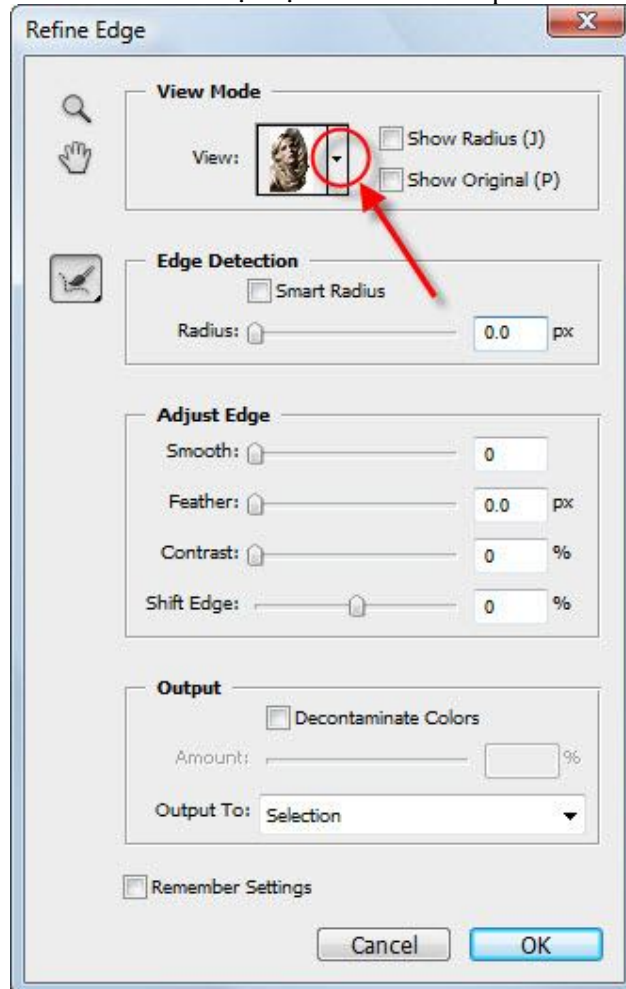 Refine Edge
View Mode
View:
Show Radius (J)
Show Original (P)
Edge Detection
Smart Radius
Radius: 0.0 px
Adjust Edge
Smooth: 0
Feather: 0.0 px
Contrast: 0 %
Shift Edge: 0 %
Output
Decontaminate Colors
Amount: %
Output To: Selection
Remember Settings
Cancel OK